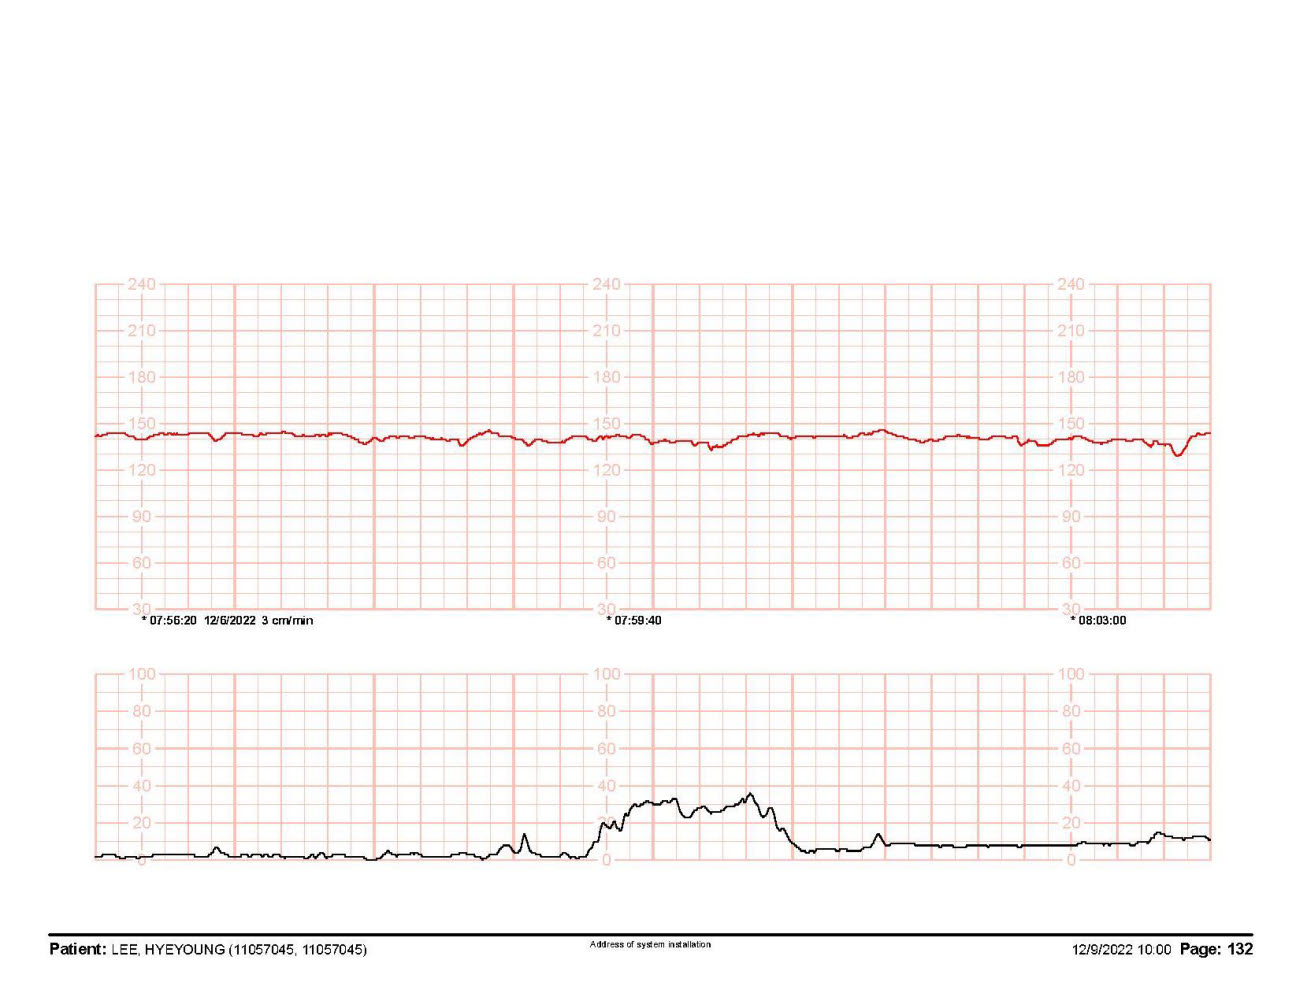 240 240 240
210 210 210
180 180 180
150 150 150
120 120 120
90 90 90
60 60 60
30 30 30
* 07:56:20 12/6/2022 3 cm/min * 07:59:40 * 08:03:00
100 100 100
80 80 80
60 60 60
40 40 40
20 20 20
0 0 0
Patient: LEE, HYEYOUNG (11057045, 11057045) Address of system installation 12/9/2022 10:00 Page: 132